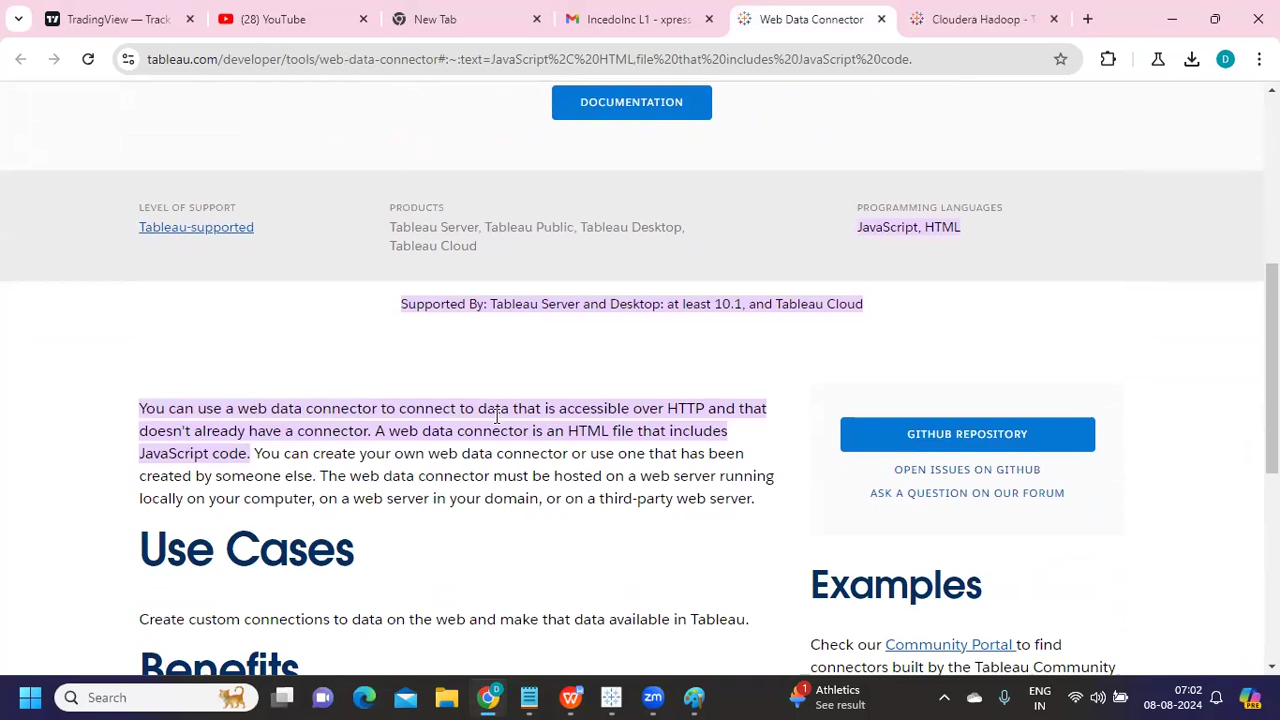 TradingView — Track
(28) YouTube
New Tab
IncedoInc L1 - xpress
Web Data Connector
Cloudera Hadoop - T
tableau.com/developer/tools/web-data-connector#:~:text=JavaScript%2C%20HTML,file%20that%20includes%20JavaScript%20code.
D
DOCUMENTATION
LEVEL OF SUPPORT
Tableau-supported
PRODUCTS
Tableau Server, Tableau Public, Tableau Desktop,
Tableau Cloud
PROGRAMMING LANGUAGES
JavaScript, HTML
Supported By: Tableau Server and Desktop: at least 10.1, and Tableau Cloud
You can use a web data connector to connect to data that is accessible over HTTP and that
doesn't already have a connector. A web data connector is an HTML file that includes
JavaScript code. You can create your own web data connector or use one that has been
created by someone else. The web data connector must be hosted on a web server running
locally on your computer, on a web server in your domain, or on a third-party web server.
Use Cases
Create custom connections to data on the web and make that data available in Tableau.
Benefits
GITHUB REPOSITORY
OPEN ISSUES ON GITHUB
ASK A QUESTION ON OUR FORUM
Examples
Check our Community Portal to find
connectors built by the Tableau Community
Search
D
zm
1
Athletics
See result
ENG
IN
07:02
08-08-2024
PRE